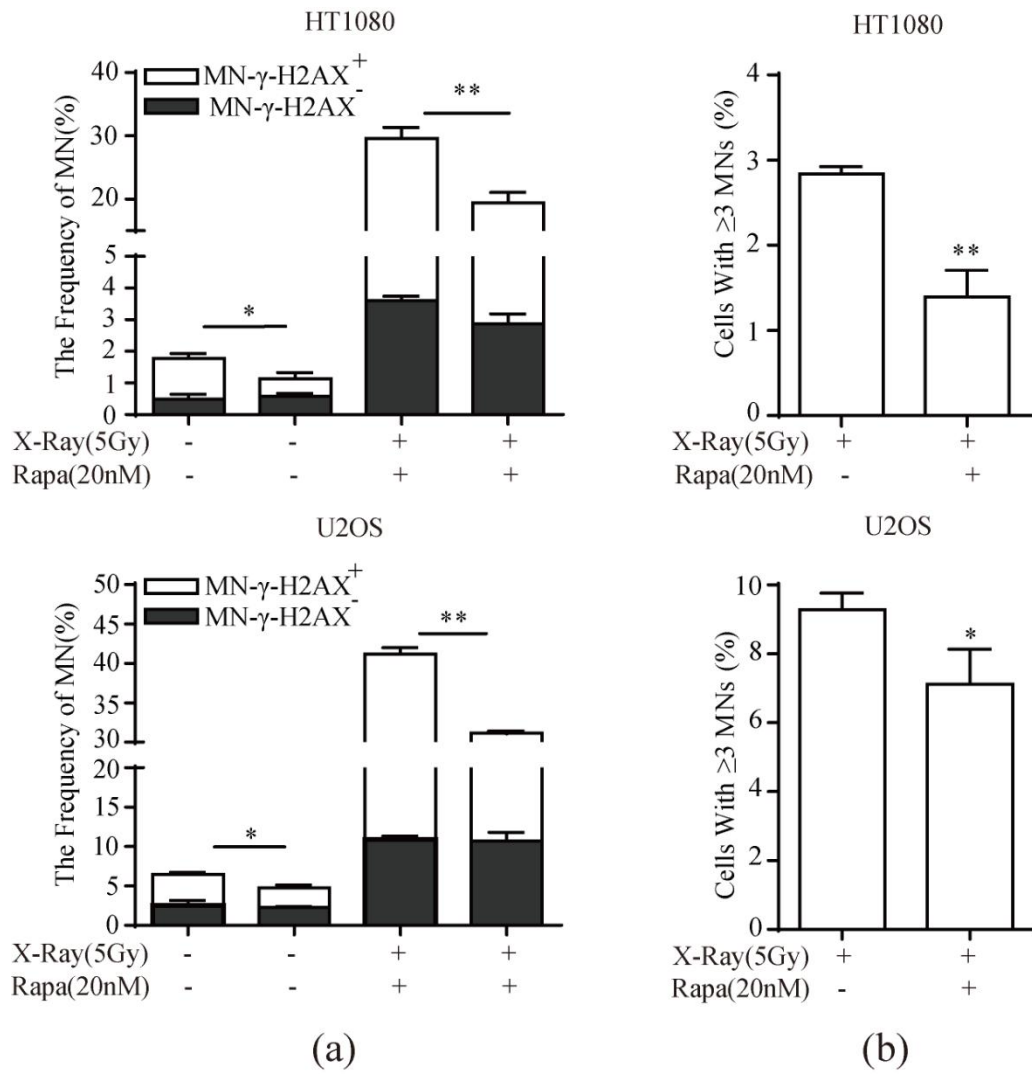 HT1080
MN-γ-H2AX+
MN-γ-H2AX-
The Frequency of MN(%)
40
30
20
5
4
3
2
1
0
*
**
X-Ray(5Gy) - - + +
Rapa(20nM) - - + +
HT1080
Cells With ≥3 MNs (%)
4
3
2
1
0
**
X-Ray(5Gy) + +
Rapa(20nM) - +
U2OS
MN-γ-H2AX+
MN-γ-H2AX-
The Frequency of MN(%)
50
45
40
35
30
20
15
10
5
0
*
**
X-Ray(5Gy) - - + +
Rapa(20nM) - - + +
U2OS
Cells With ≥3 MNs (%)
10
8
6
4
2
0
*
X-Ray(5Gy) + +
Rapa(20nM) - +
(a)
(b)